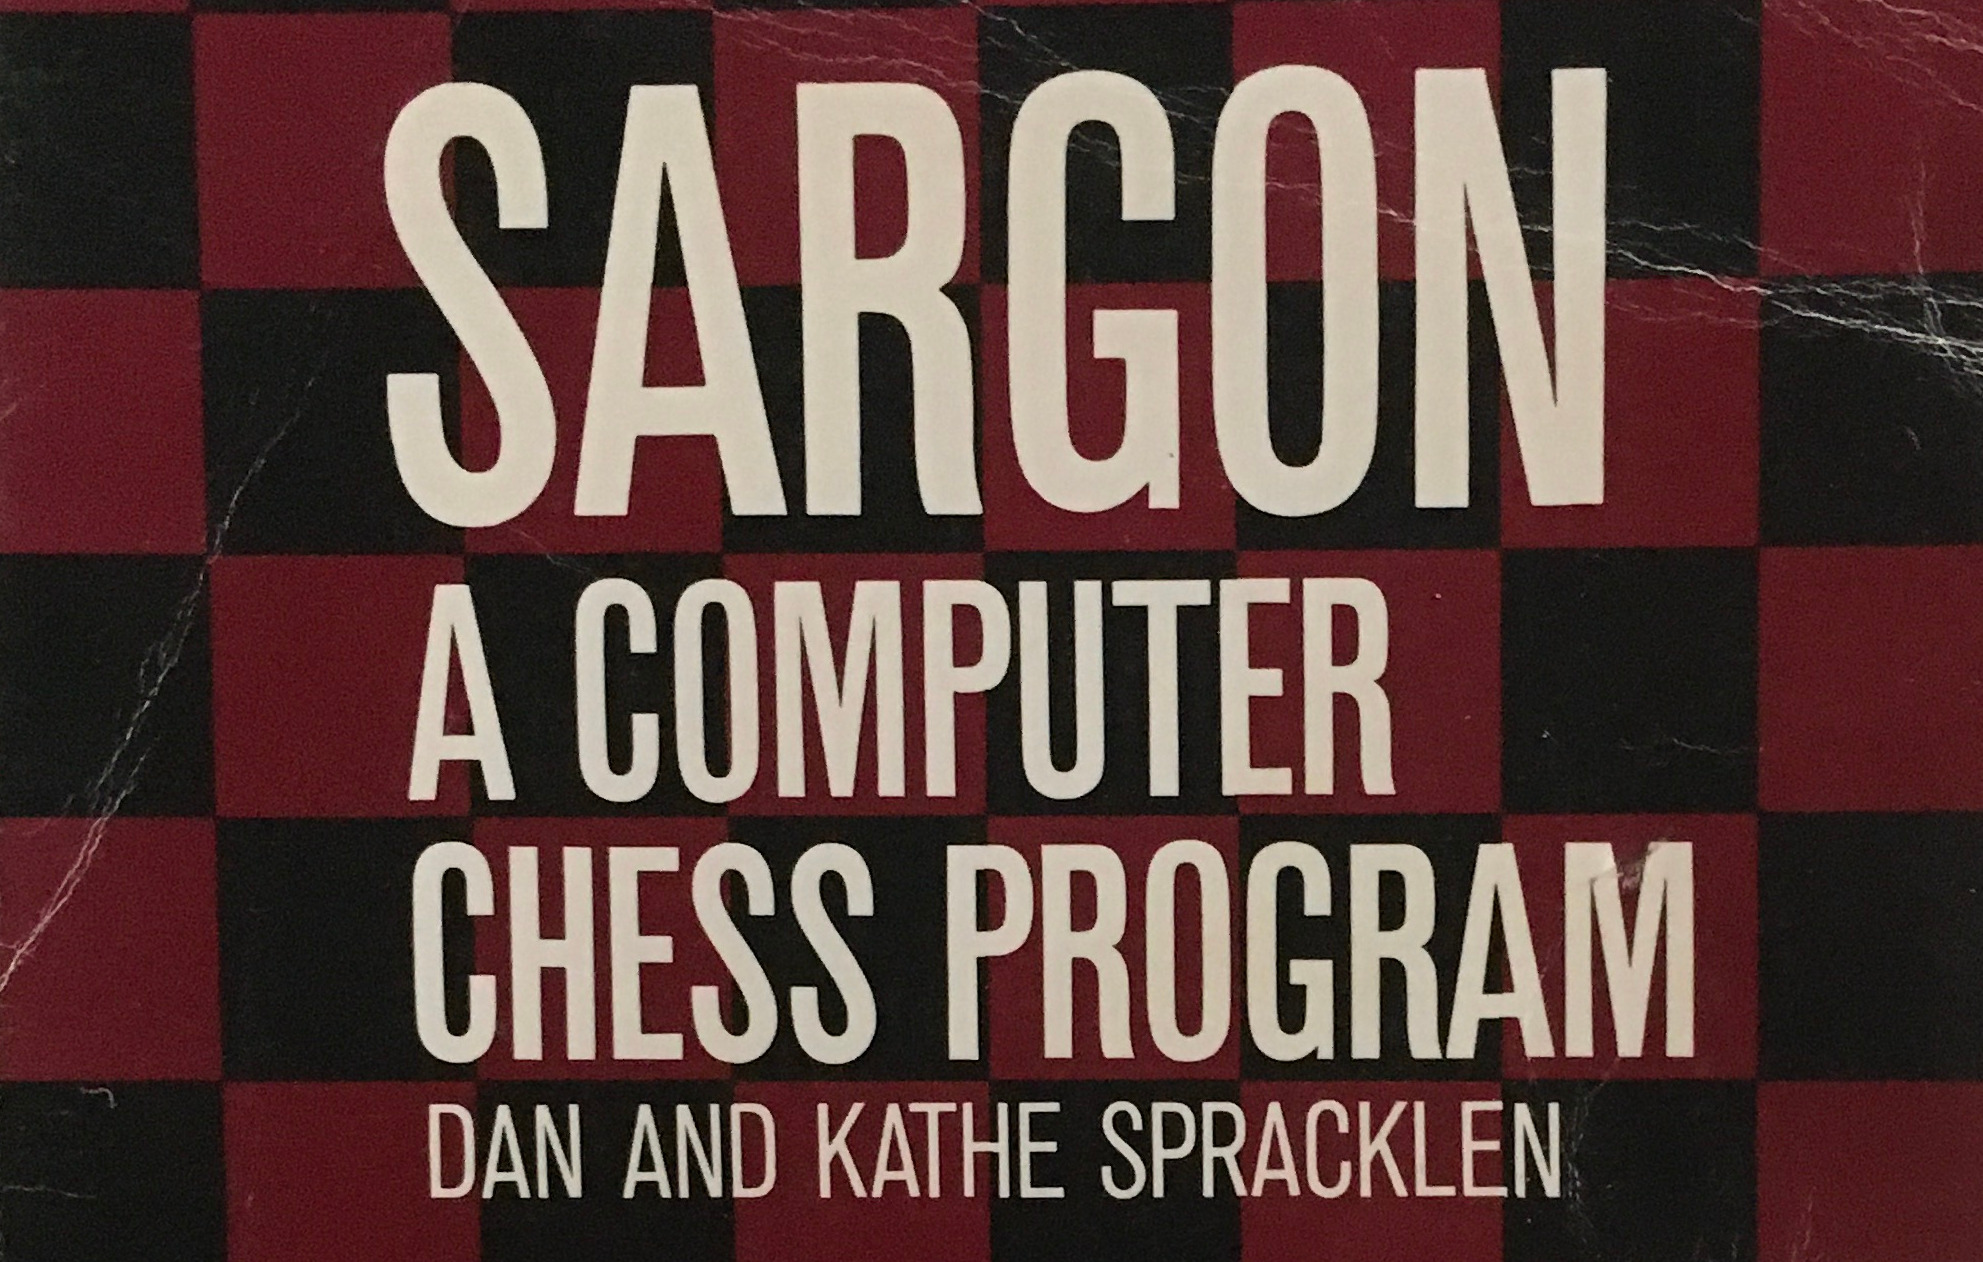 SARGON
A COMPUTER
CHESS PROGRAM
DAN AND KATHE SPRACKLEN